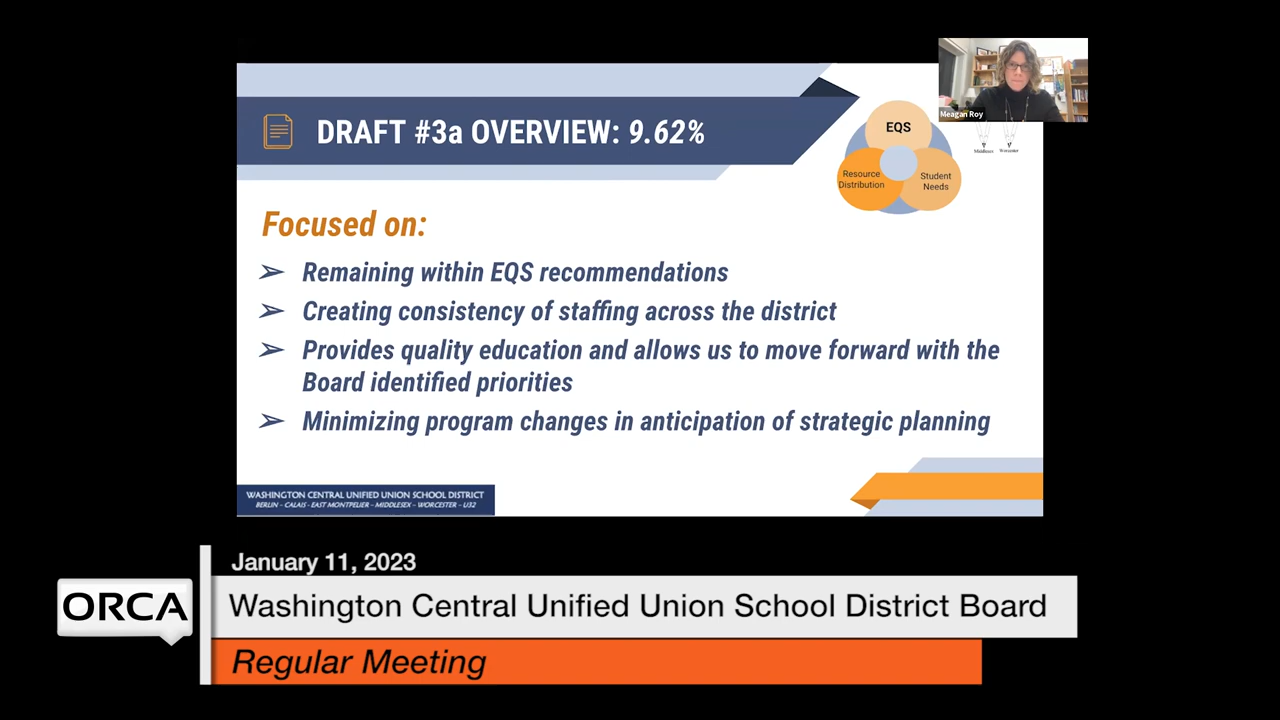 Meagan Roy
DRAFT #3a OVERVIEW: 9.62%
EQS
Resource
Distribution
Student
Needs
Middlesex
Worcester
Focused on:
Remaining within EQS recommendations
Creating consistency of staffing across the district
Provides quality education and allows us to move forward with the
Board identified priorities
Minimizing program changes in anticipation of strategic planning
WASHINGTON CENTRAL UNIFIED UNION SCHOOL DISTRICT
BERLIN – CALAIS - EAST MONTPELIER – MIDDLESEX – WORCESTER – U32
January 11, 2023
ORCA
Washington Central Unified Union School District Board
Regular Meeting